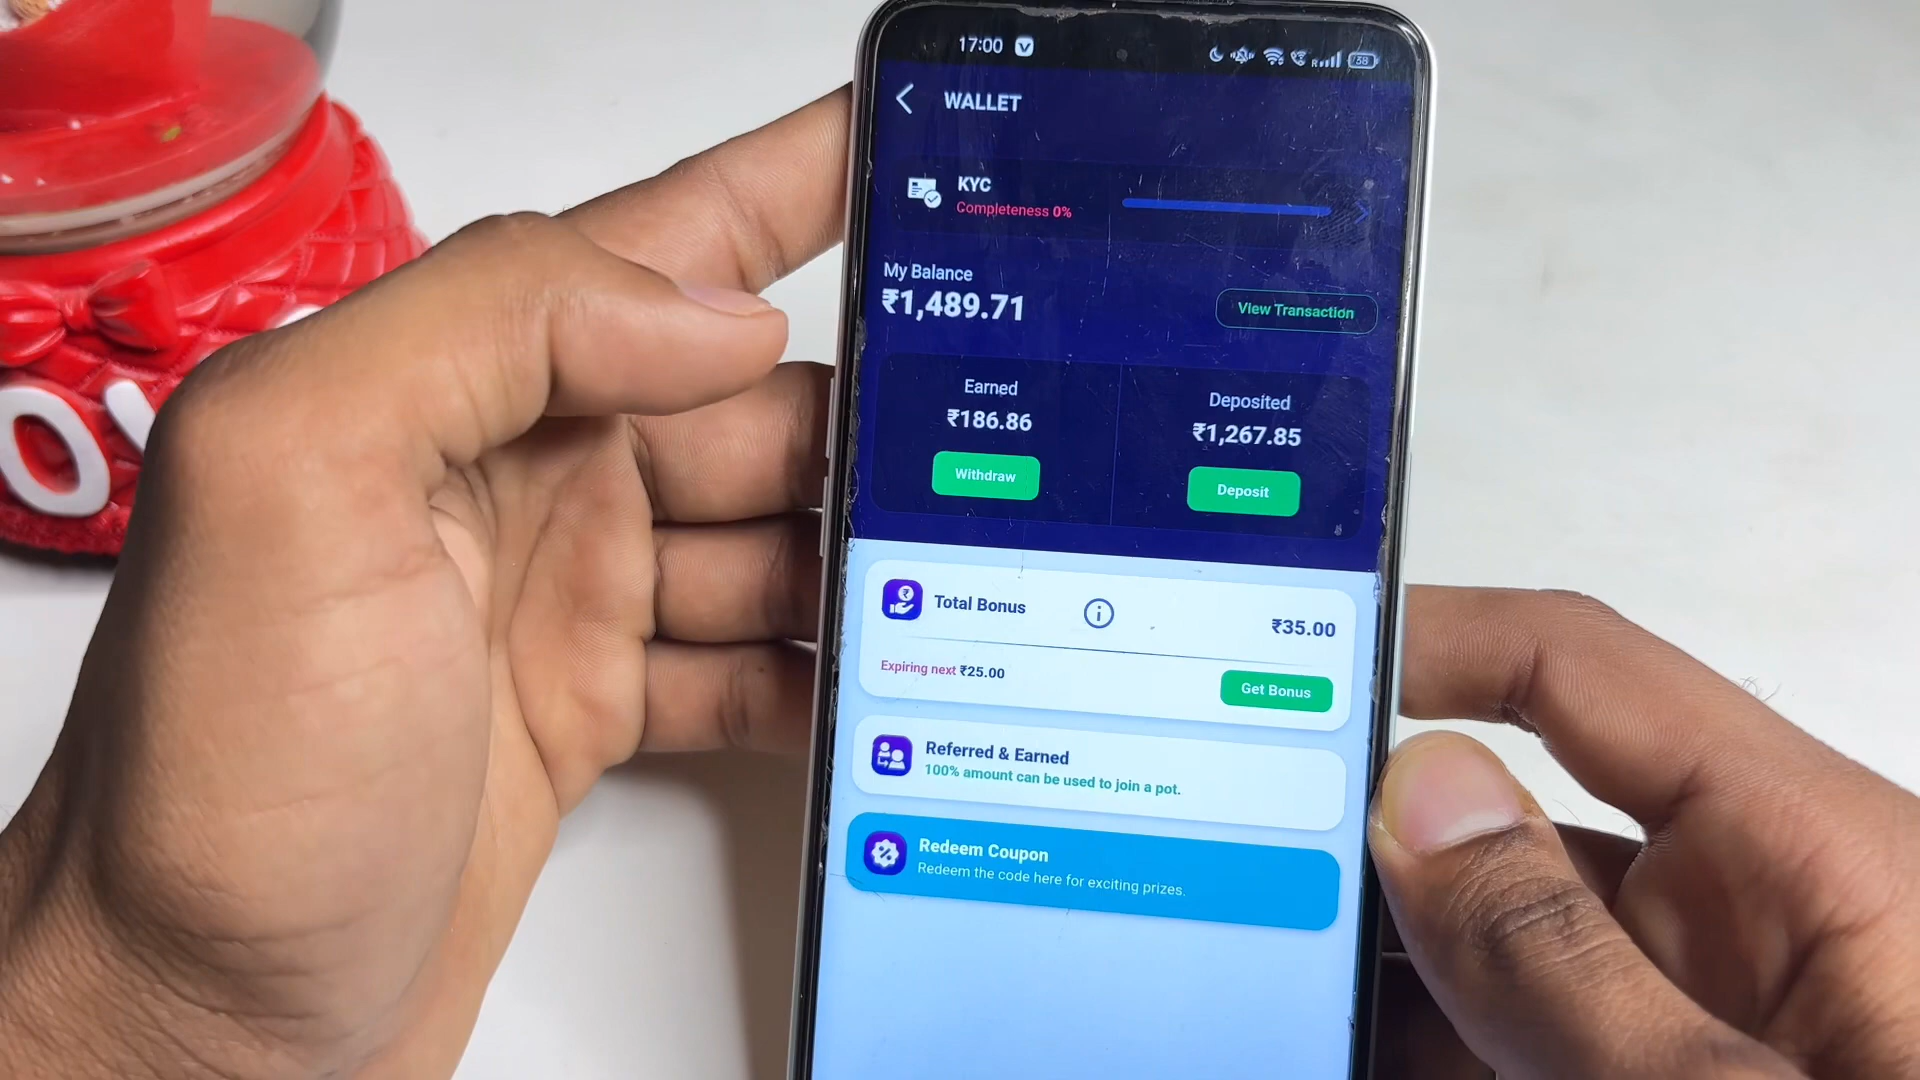 17:00
58
WALLET
KYC
Completeness 0%
My Balance
₹1,489.71
View Transaction
Earned
₹186.86
Withdraw
Deposited
₹1,267.85
Deposit
Total Bonus
₹35.00
Expiring next ₹25.00
Get Bonus
Referred & Earned
100% amount can be used to join a pot.
Redeem Coupon
Redeem the code here for exciting prizes.